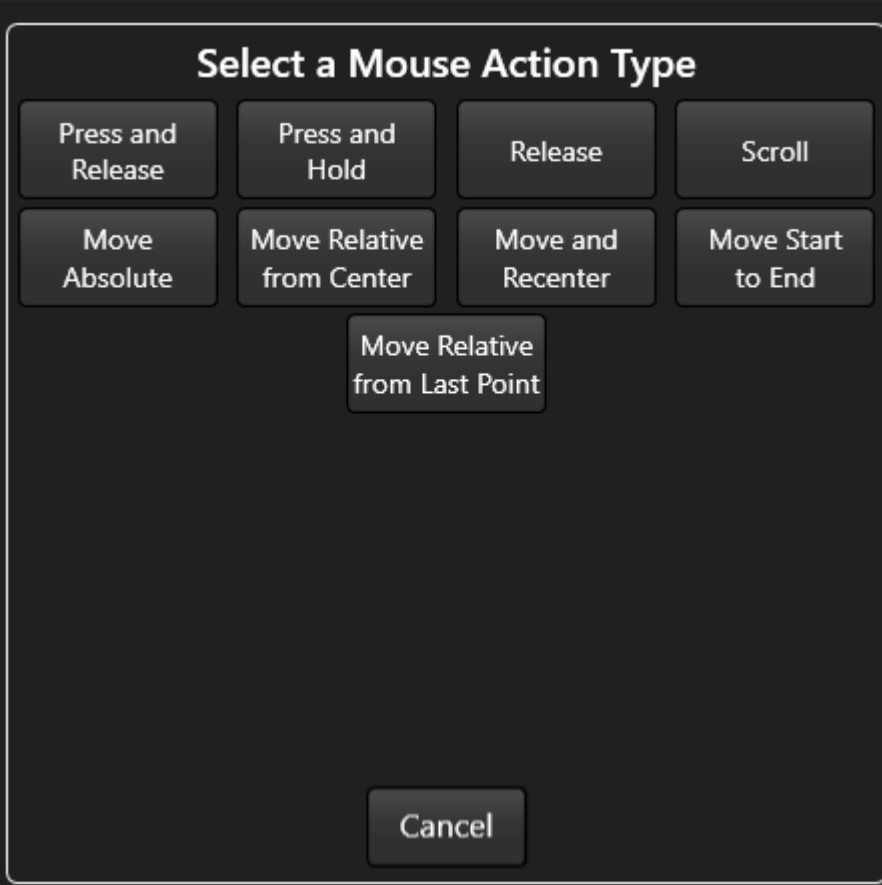 Select a Mouse Action Type
Press and
Release
Press and
Hold
Release
Scroll
Move
Absolute
Move Relative
from Center
Move and
Recenter
Move Start
to End
Move Relative
from Last Point
Cancel